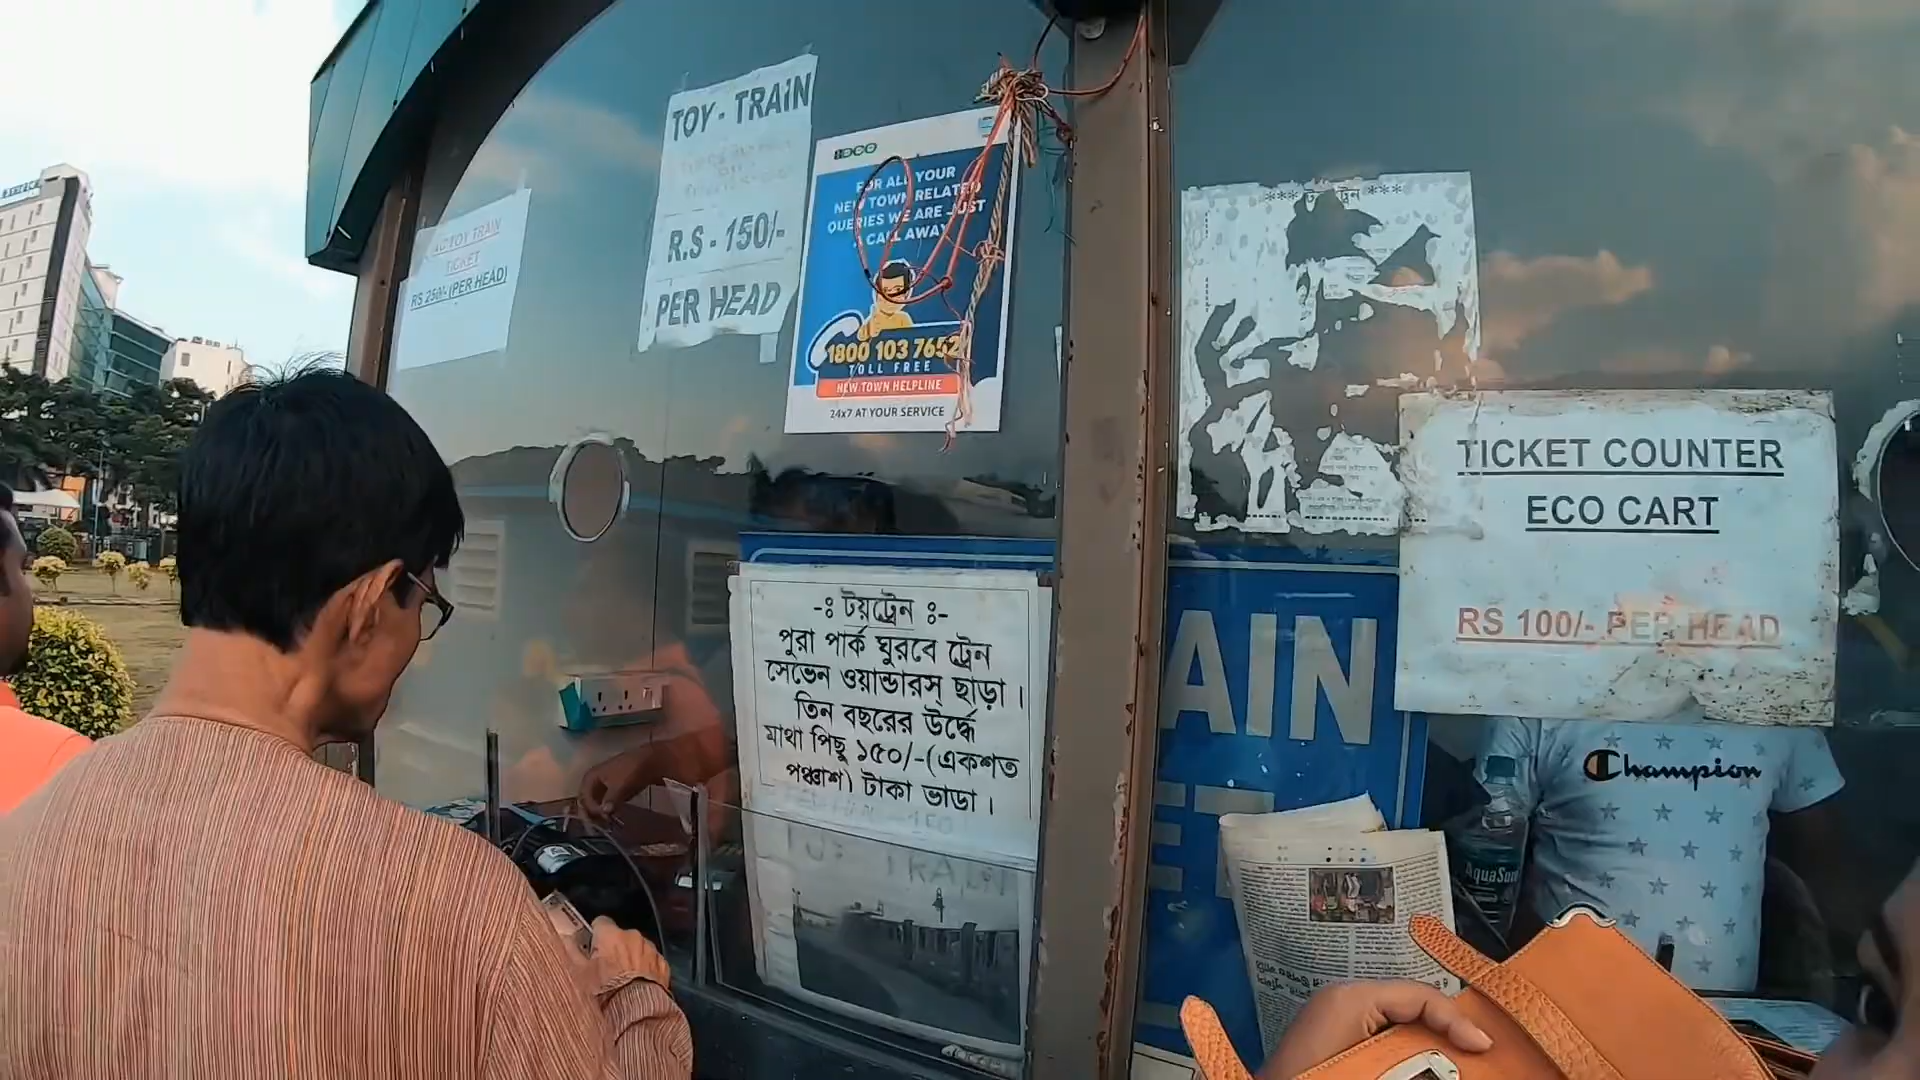 AC TOY TRAIN
TICKET
RS 250/- (PER HEAD)
TOY - TRAIN
R.S - 150/-
PER HEAD
FOR ALL YOUR
NEW TOWN RELATED
QUERIES WE ARE JUST
A CALL AWAY
1800 103 7652
TOLL FREE
NEW TOWN HELPLINE
24x7 AT YOUR SERVICE
-ঃ টয়ট্রেন ঃ-
পুরা পার্ক ঘুরবে ট্রেন
সেভেন ওয়ান্ডারস্ ছাড়া।
তিন বছরের উর্দ্ধে
মাথা পিছু ১৫০/-(একশত
পঞ্চাশ) টাকা ভাডা।
AIN
TICKET COUNTER
ECO CART
RS 100/- PER HEAD
Champion